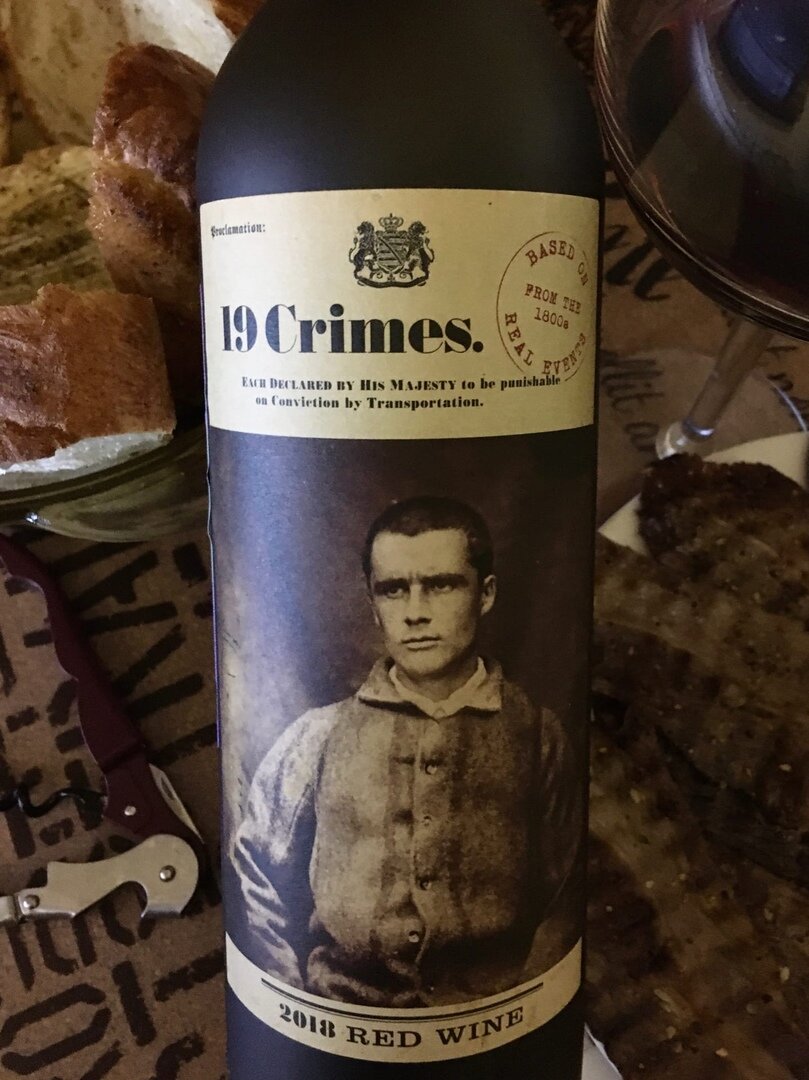 Proclamation:
19 Crimes.
BASED ON
REAL EVENTS
FROM THE
1800s
EACH DECLARED BY HIS MAJESTY to be punishable
on Conviction by Transportation.
2018 RED WINE